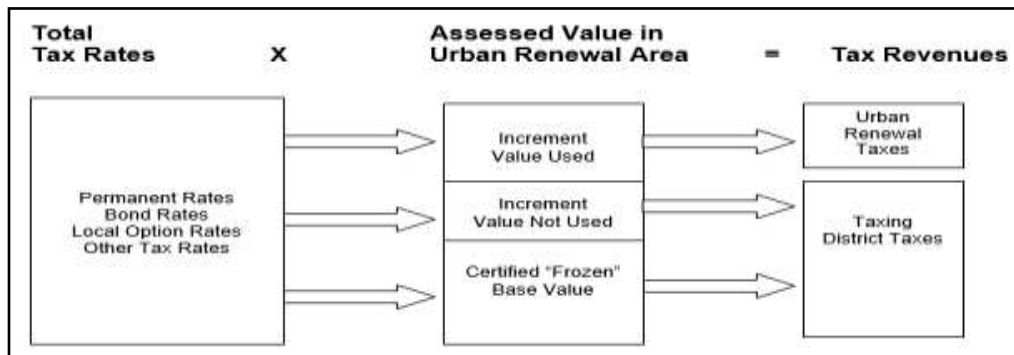 Total
Tax Rates X
Assessed Value in
Urban Renewal Area = Tax Revenues
Permanent Rates
Bond Rates
Local Option Rates
Other Tax Rates
Increment
Value Used
Increment
Value Not Used
Certified "Frozen"
Base Value
Urban
Renewal
Taxes
Taxing
District Taxes